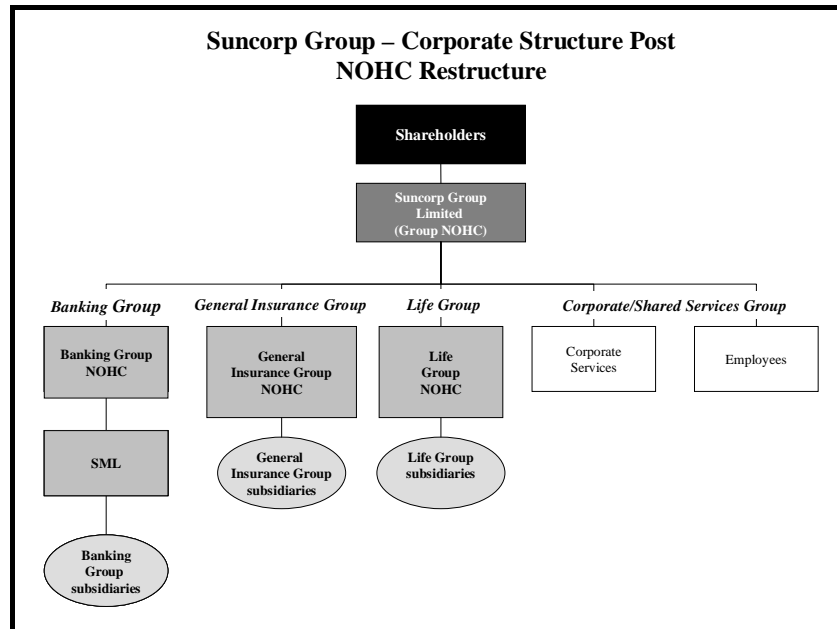 Suncorp Group – Corporate Structure Post
NOHC Restructure
Shareholders
Suncorp Group
Limited
(Group NOHC)
Banking Group
General Insurance Group
Life Group
Corporate/Shared Services Group
Banking Group
NOHC
General
Insurance Group
NOHC
Life
Group
NOHC
Corporate
Services
Employees
SML
General
Insurance Group
subsidiaries
Life Group
subsidiaries
Banking
Group
subsidiaries